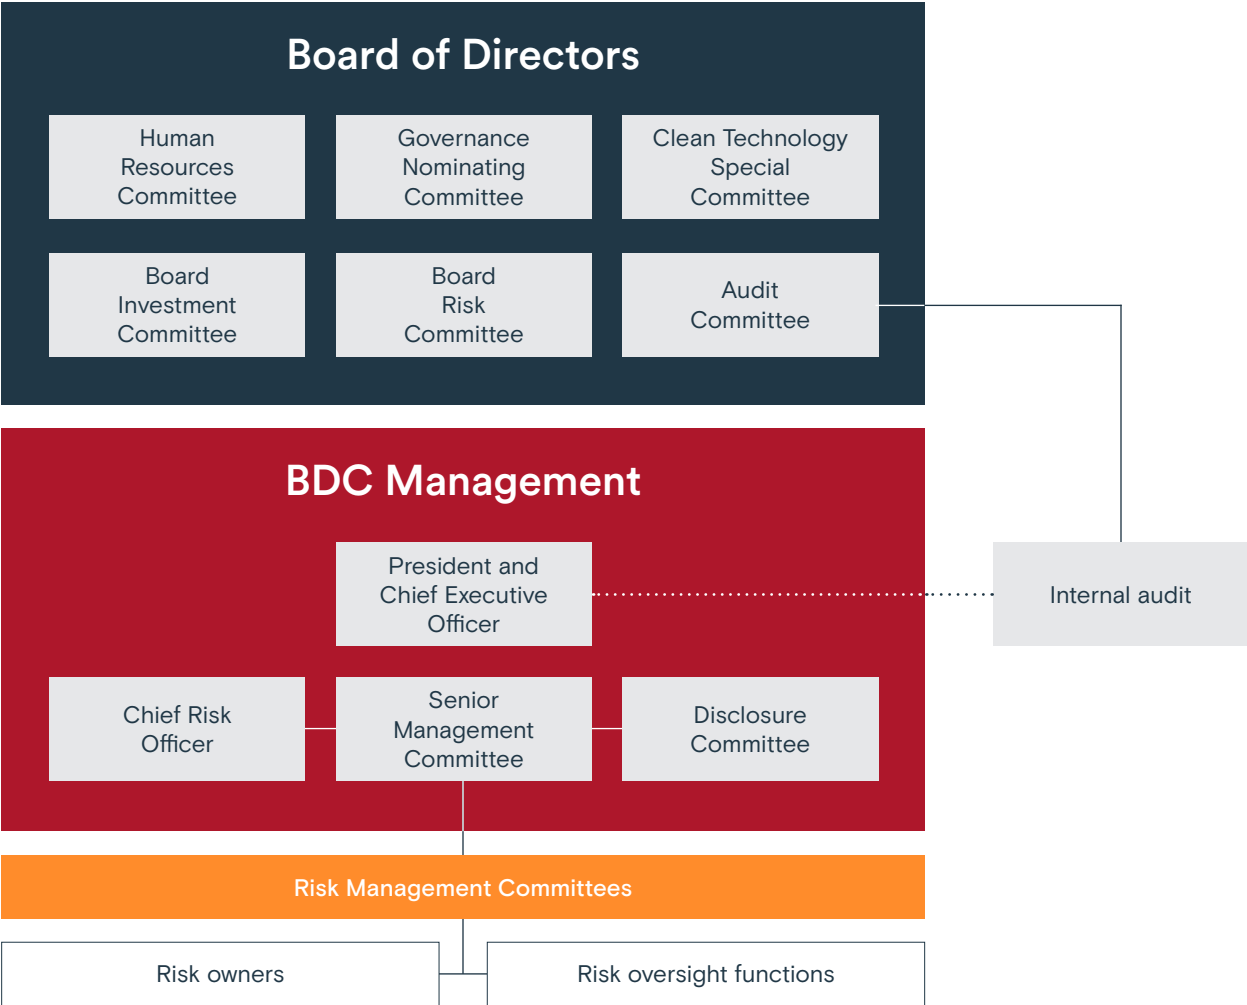 Board of Directors
Human
Resources
Committee
Governance
Nominating
Committee
Clean Technology
Special
Committee
Board
Investment
Committee
Board
Risk
Committee
Audit
Committee
BDC Management
President and
Chief Executive
Officer
Internal audit
Chief Risk
Officer
Senior
Management
Committee
Disclosure
Committee
Risk Management Committees
Risk owners
Risk oversight functions